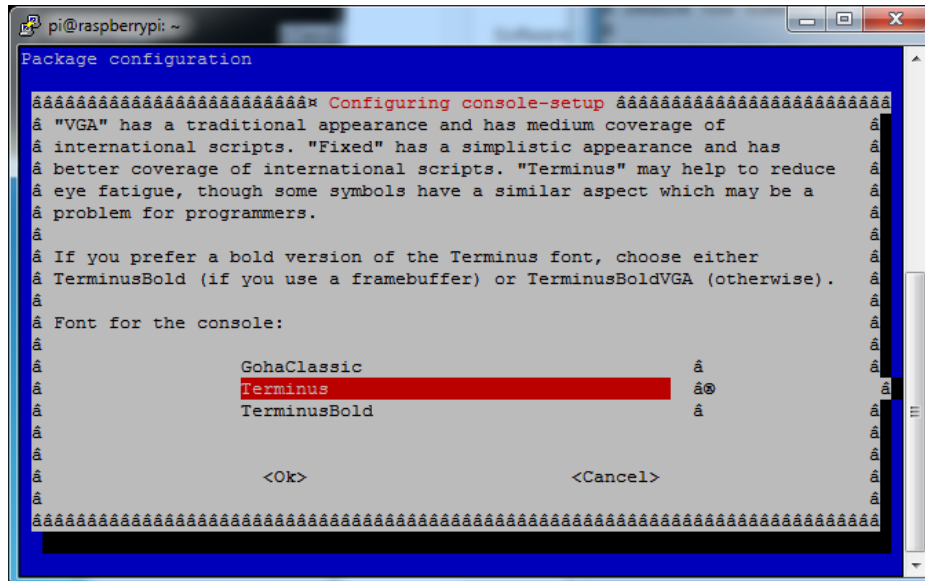 pi@raspberrypi: ~
Package configuration
âââââââââââââââââââââââââ¤ Configuring console-setup âââââââââââââââââââââââââ
â "VGA" has a traditional appearance and has medium coverage of â
â international scripts. "Fixed" has a simplistic appearance and has â
â better coverage of international scripts. "Terminus" may help to reduce â
â eye fatigue, though some symbols have a similar aspect which may be a â
â problem for programmers. â
â â
â If you prefer a bold version of the Terminus font, choose either â
â TerminusBold (if you use a framebuffer) or TerminusBoldVGA (otherwise). â
â â
â Font for the console: â
â â
â GohaClassic â â
â Terminus â® â
â TerminusBold â â
â â
â â
â <Ok> <Cancel> â
â â
âââââââââââââââââââââââââââââââââââââââââââââââââââââââââââââââââââââââââââââ